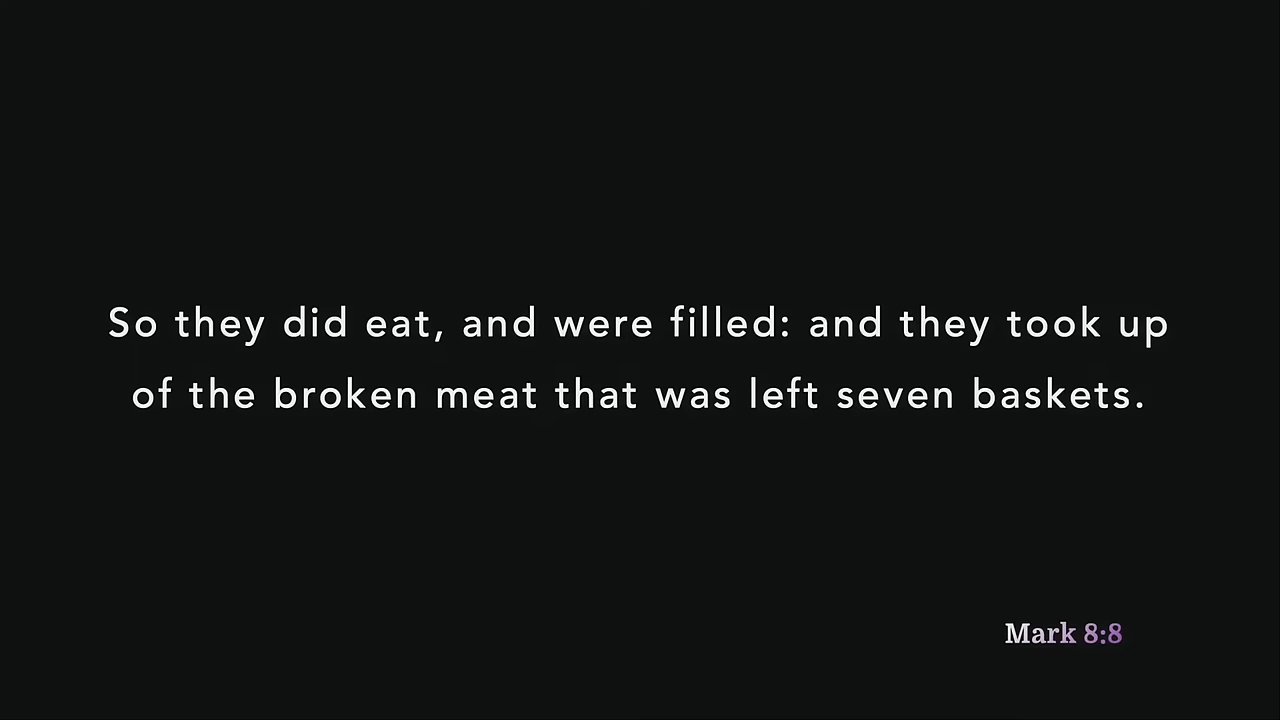 So they did eat, and were filled: and they took up
of the broken meat that was left seven baskets.
Mark 8:8